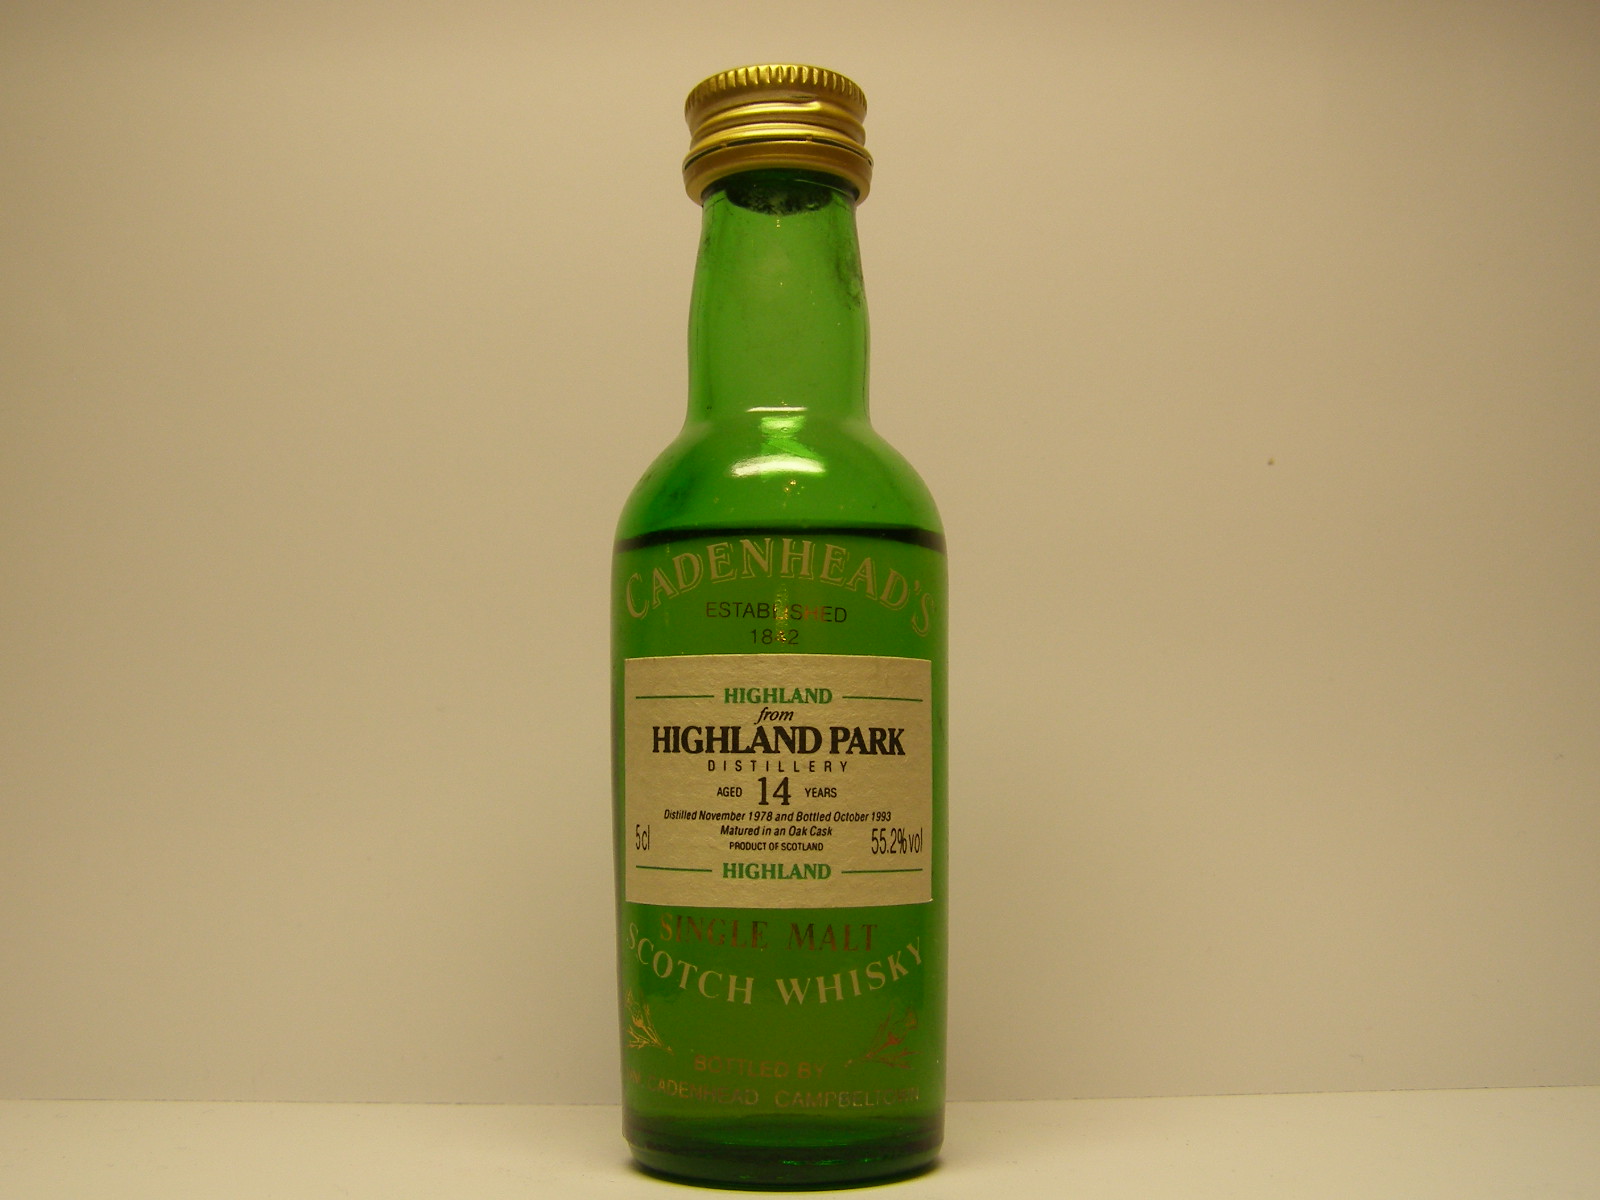 CADENHEAD'S
ESTABLISHED
1842
HIGHLAND
from
HIGHLAND PARK
DISTILLERY
AGED 14 YEARS
Distilled November 1978 and Bottled October 1993
Matured in an Oak Cask
5cl PRODUCT OF SCOTLAND 55.2%vol
HIGHLAND
SINGLE MALT
SCOTCH WHISKY
BOTTLED BY
WM. CADENHEAD CAMPBELTOWN